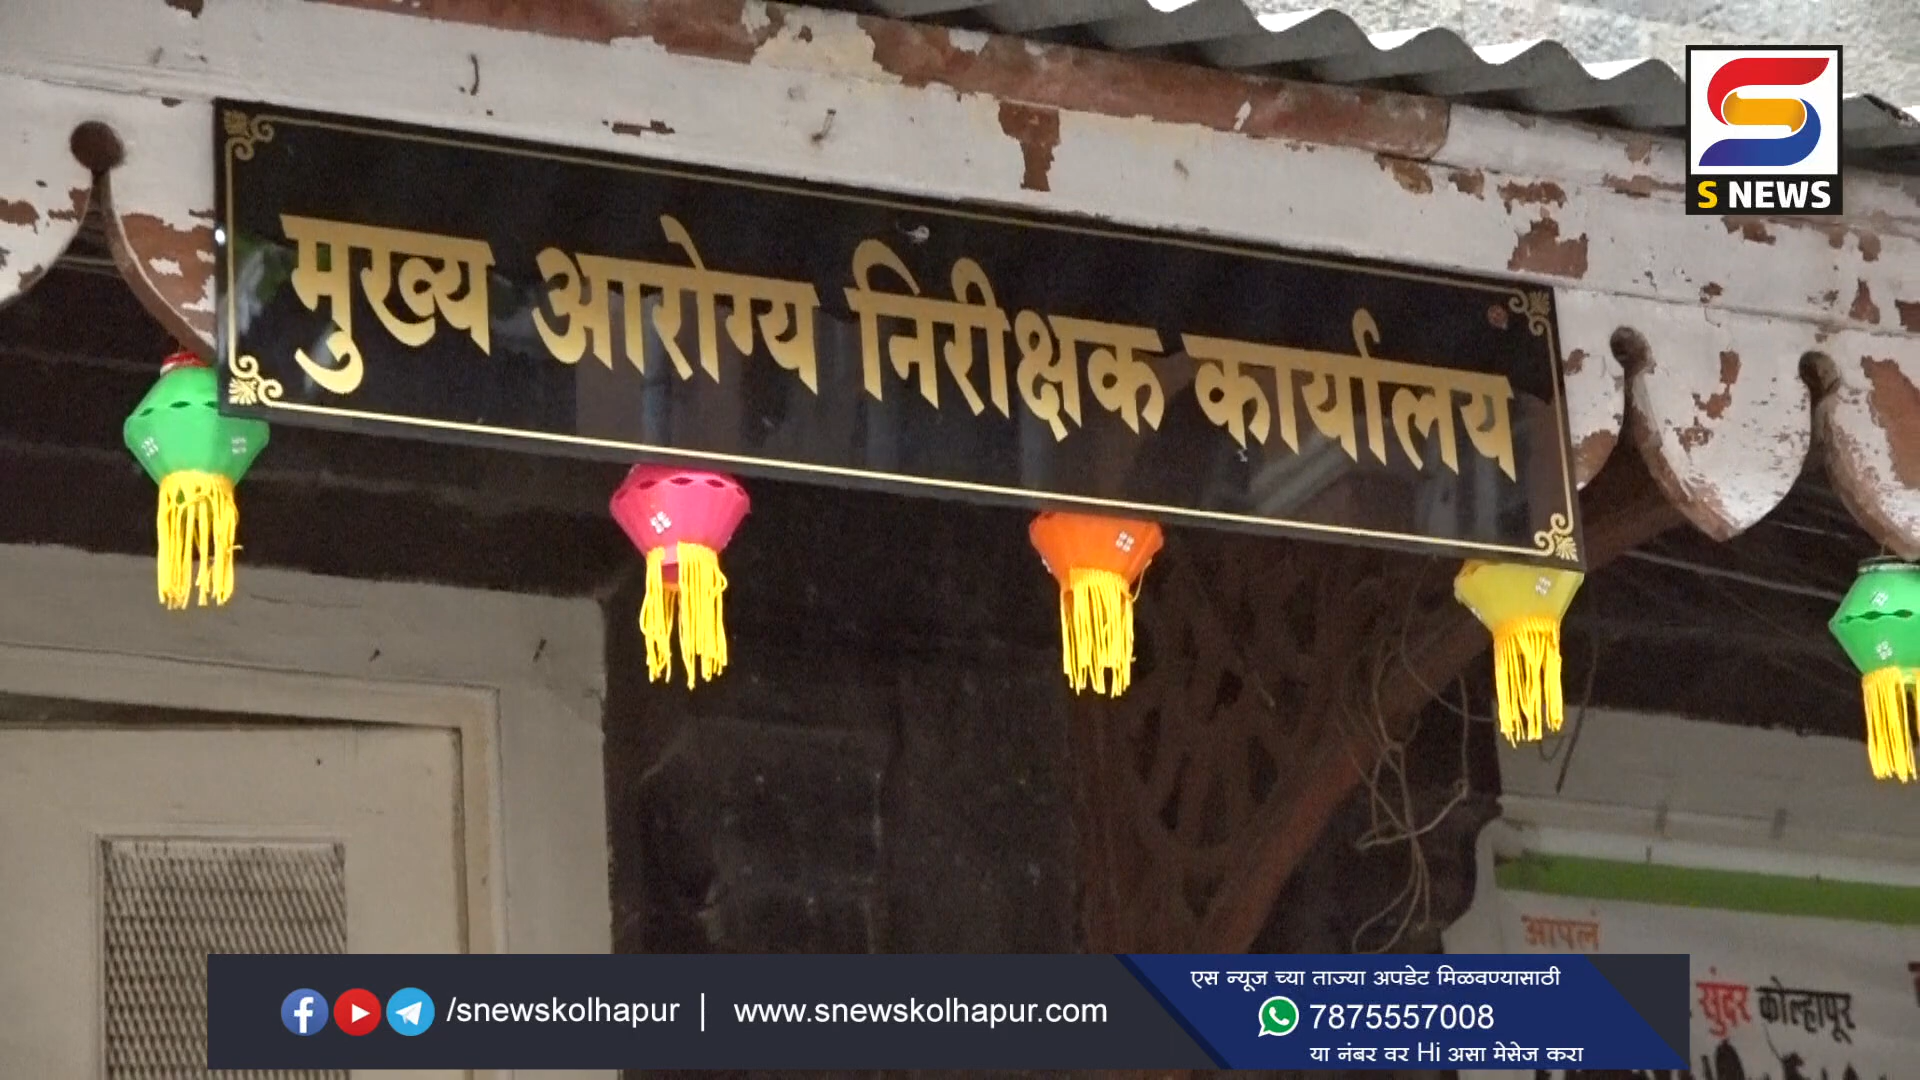 S NEWS
मुख्य आरोग्य निरीक्षक कार्यालय
आपलं
सुंदर कोल्हापूर
/snewskolhapur | www.snewskolhapur.com
एस न्यूज च्या ताज्या अपडेट मिळवण्यासाठी
7875557008
या नंबर वर Hi असा मेसेज करा